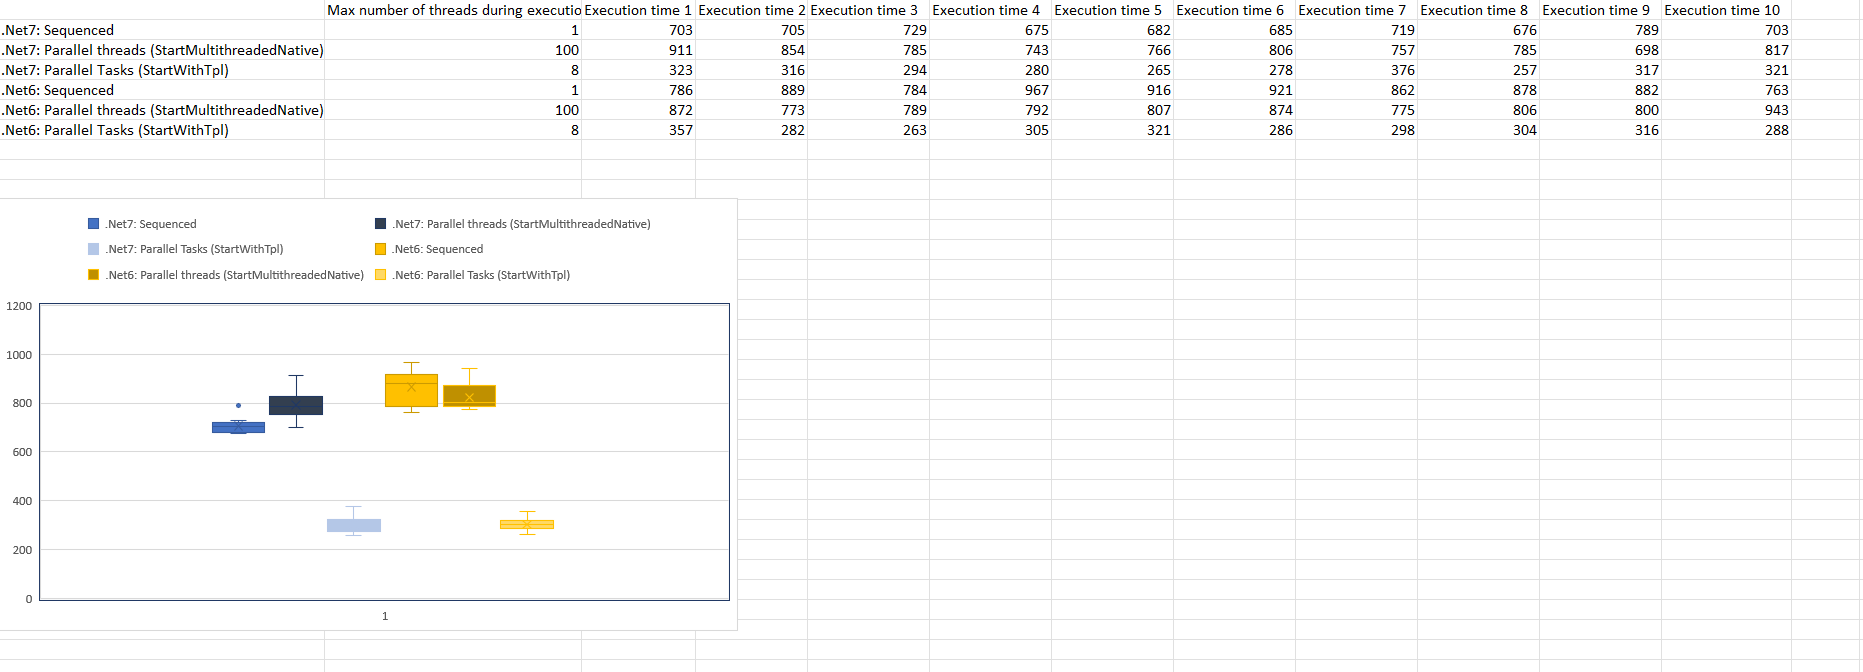 Max number of threads during executio Execution time 1 Execution time 2 Execution time 3 Execution time 4 Execution time 5 Execution time 6 Execution time 7 Execution time 8 Execution time 9 Execution time 10
.Net7: Sequenced 1 703 705 729 675 682 685 719 676 789 703
.Net7: Parallel threads (StartMultithreadedNative) 100 911 854 785 743 766 806 757 785 698 817
.Net7: Parallel Tasks (StartWithTpl) 8 323 316 294 280 265 278 376 257 317 321
.Net6: Sequenced 1 786 889 784 967 916 921 862 878 882 763
.Net6: Parallel threads (StartMultithreadedNative) 100 872 773 789 792 807 874 775 806 800 943
.Net6: Parallel Tasks (StartWithTpl) 8 357 282 263 305 321 286 298 304 316 288
.Net7: Sequenced .Net7: Parallel threads (StartMultithreadedNative)
.Net7: Parallel Tasks (StartWithTpl) .Net6: Sequenced
.Net6: Parallel threads (StartMultithreadedNative) .Net6: Parallel Tasks (StartWithTpl)
1200
1000
800
600
400
200
0
1